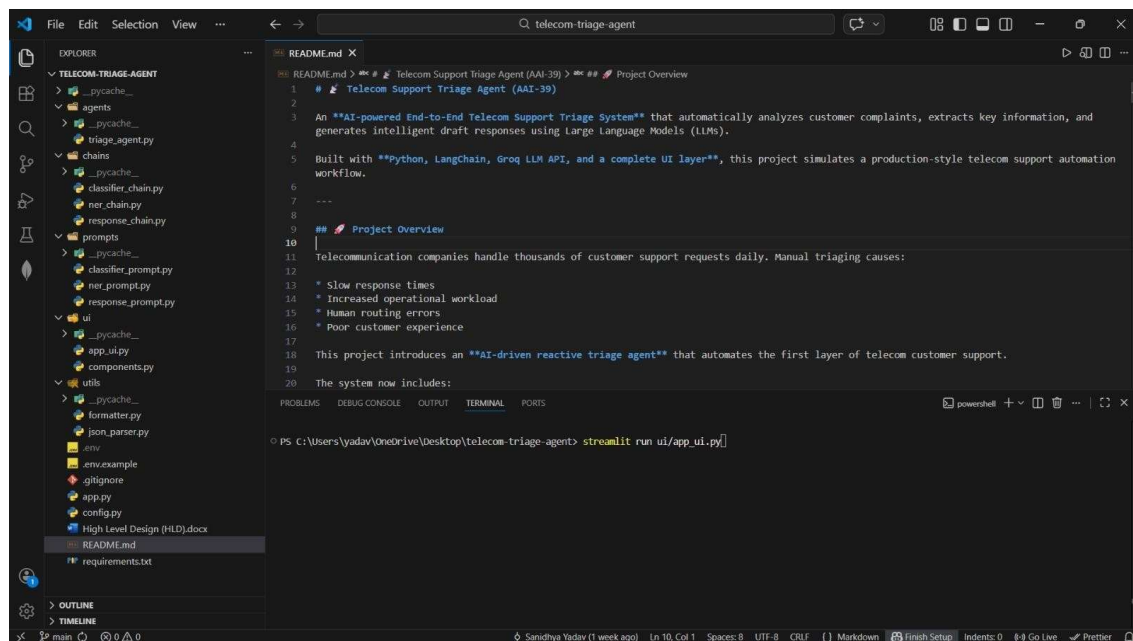 File Edit Selection View ... telecom-triage-agent
EXPLORER ...
TELECOM-TRIAGE-AGENT
__pycache__
agents
__pycache__
triage_agent.py
chains
__pycache__
classifier_chain.py
ner_chain.py
response_chain.py
prompts
__pycache__
classifier_prompt.py
ner_prompt.py
response_prompt.py
ui
__pycache__
app_ui.py
components.py
utils
__pycache__
formatter.py
json_parser.py
.env
.env.example
.gitignore
app.py
config.py
High Level Design (HLD).docx
README.md
requirements.txt
OUTLINE
TIMELINE
README.md
README.md > # 📡 Telecom Support Triage Agent (AAI-39) > ## 🚀 Project Overview
1 # 📡 Telecom Support Triage Agent (AAI-39)
2
3 An **AI-powered End-to-End Telecom Support Triage System** that automatically analyzes customer complaints, extracts key information, and
generates intelligent draft responses using Large Language Models (LLMs).
4
5 Built with **Python, LangChain, Groq LLM API, and a complete UI layer**, this project simulates a production-style telecom support automation
workflow.
6
7 ---
8
9 ## 🚀 Project Overview
10
11 Telecommunication companies handle thousands of customer support requests daily. Manual triaging causes:
12
13 * Slow response times
14 * Increased operational workload
15 * Human routing errors
16 * Poor customer experience
17
18 This project introduces an **AI-driven reactive triage agent** that automates the first layer of telecom customer support.
19
20 The system now includes:
PROBLEMS DEBUG CONSOLE OUTPUT TERMINAL PORTS powershell
PS C:\Users\yadav\OneDrive\Desktop\telecom-triage-agent> streamlit run ui/app_ui.py
main 0 0 Sanidhya Yadav (1 week ago) Ln 10, Col 1 Spaces: 8 UTF-8 CRLF {} Markdown Finish Setup Indents: 0 Go Live Prettier